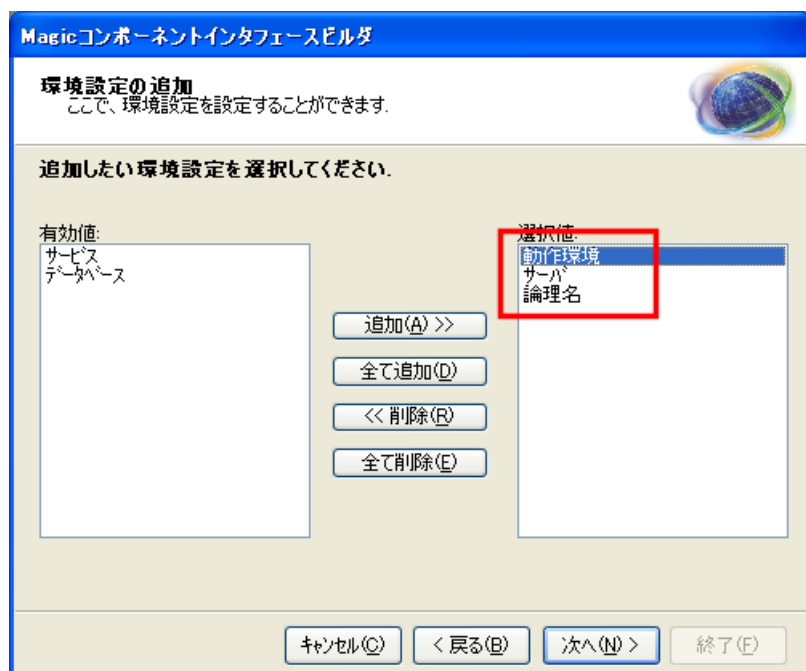 Magicコンポーネントインタフェースビルダ
環境設定の追加
ここで、環境設定を設定することができます.
追加したい環境設定を選択してください.
有効値:
サービス
データベース
追加(A) >>
全て追加(D)
<< 削除(R)
全て削除(E)
選択値:
動作環境
サーバ
論理名
キャンセル(C)
< 戻る(B)
次へ(N) >
終了(F)